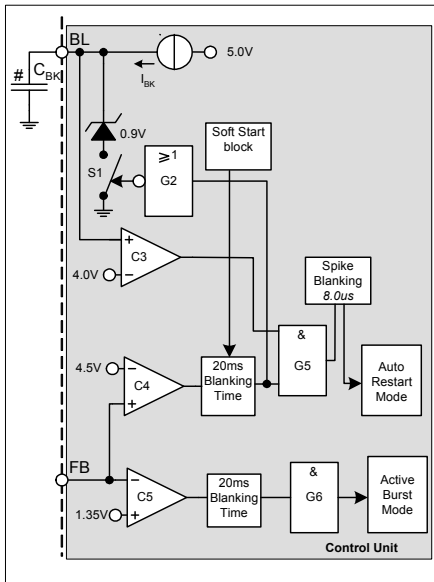 BL
5.0V
# C_BK
I_BK
0.9V
Soft Start
block
S1
≥1
G2
C3
4.0V
Spike
Blanking
8.0us
&
G5
4.5V
C4
20ms
Blanking
Time
Auto
Restart
Mode
FB
C5
1.35V
20ms
Blanking
Time
&
G6
Active
Burst
Mode
Control Unit